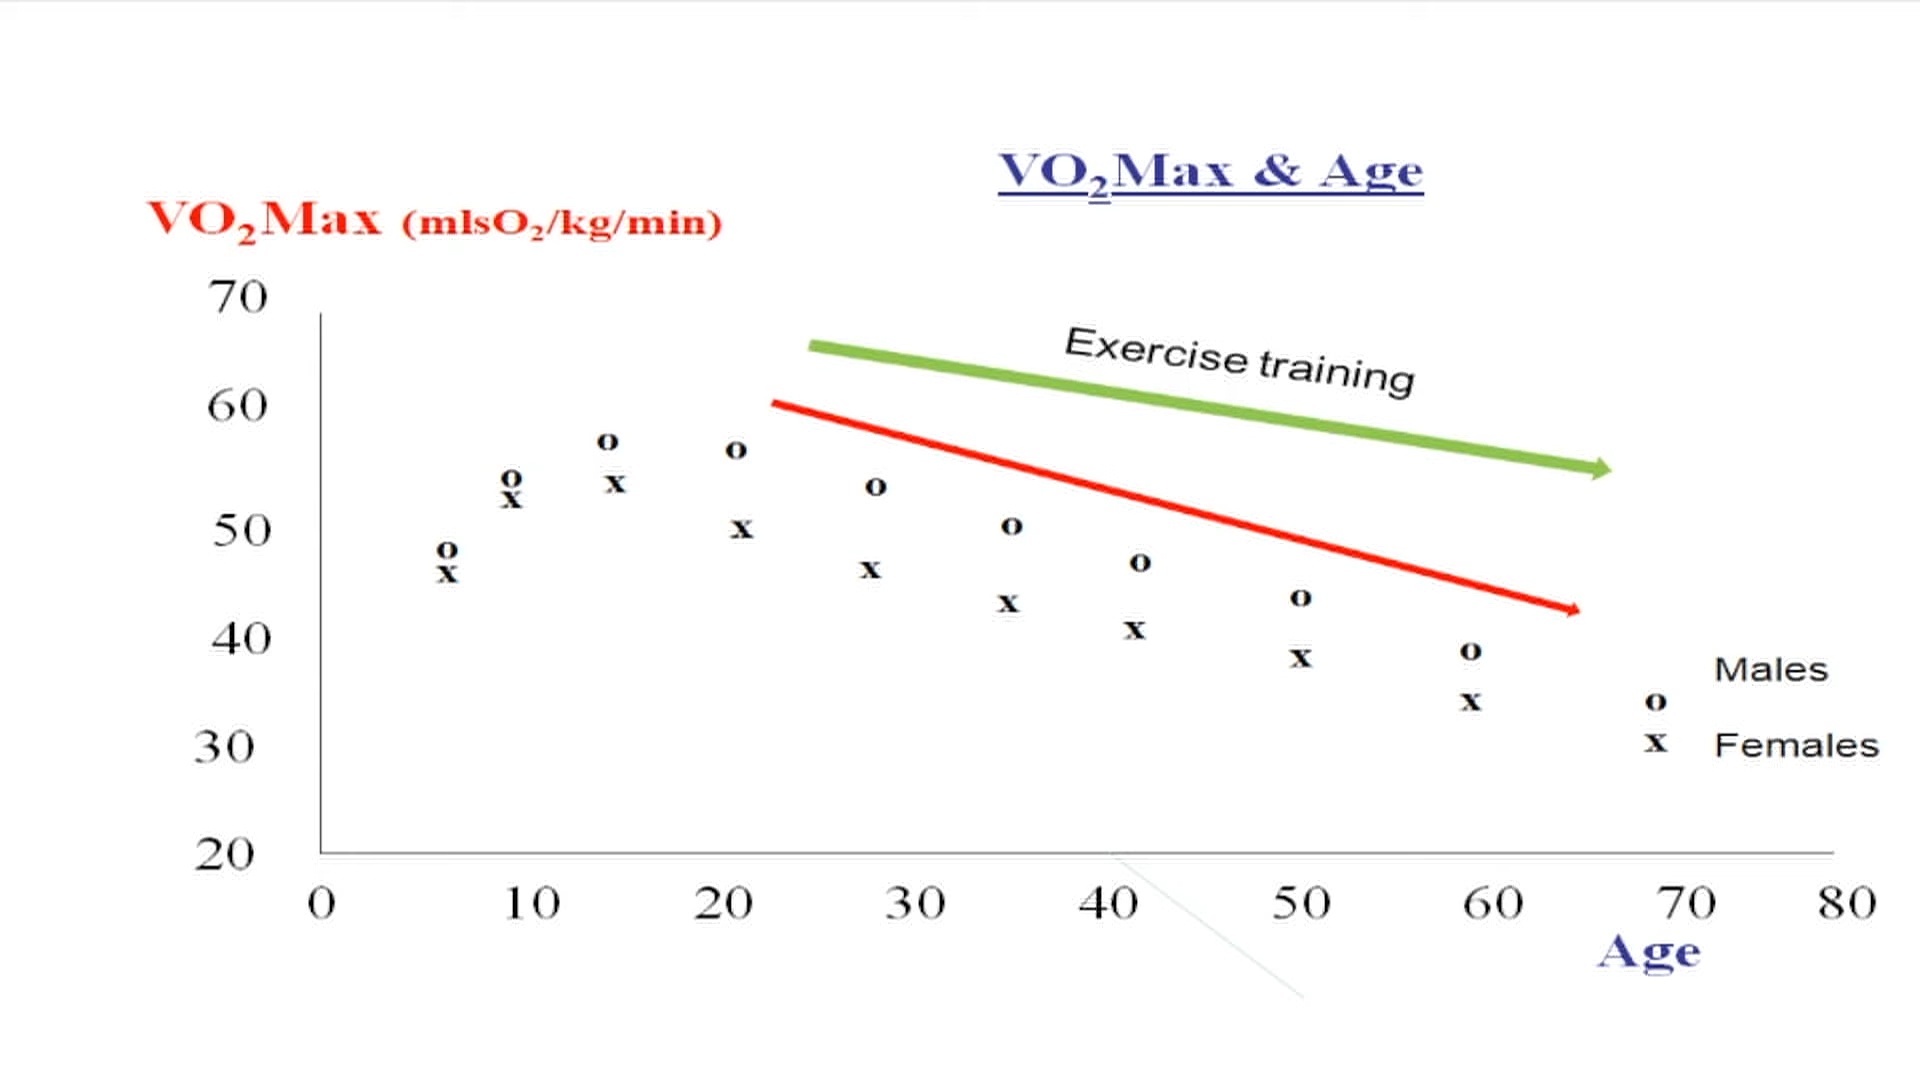 VO₂Max & Age
VO₂Max (mlsO₂/kg/min)
70
60
50
40
30
20
Exercise training
Males
Females
0 10 20 30 40 50 60 70 80
Age